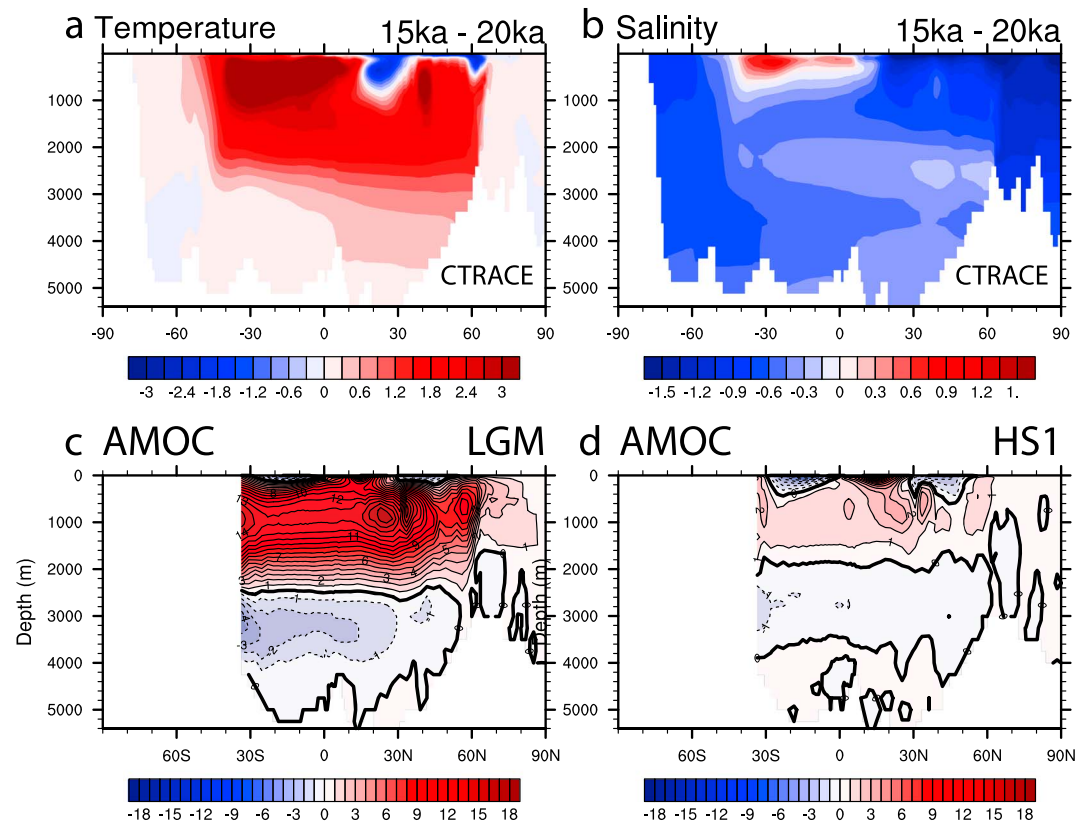 a Temperature 15ka - 20ka
b Salinity 15ka - 20ka
1000
2000
3000
4000
5000
CTRACE
-90 -60 -30 0 30 60 90
-3 -2.4 -1.8 -1.2 -0.6 0 0.6 1.2 1.8 2.4 3
1000
2000
3000
4000
5000
CTRACE
-90 -60 -30 0 30 60 90
-1.5 -1.2 -0.9 -0.6 -0.3 0 0.3 0.6 0.9 1.2 1.
c AMOC LGM
d AMOC HS1
Depth (m)
0
1000
2000
3000
4000
5000
60S 30S 0 30N 60N 90N
-18 -15 -12 -9 -6 -3 0 3 6 9 12 15 18
Depth (m)
0
1000
2000
3000
4000
5000
60S 30S 0 30N 60N 90N
-18 -15 -12 -9 -6 -3 0 3 6 9 12 15 18